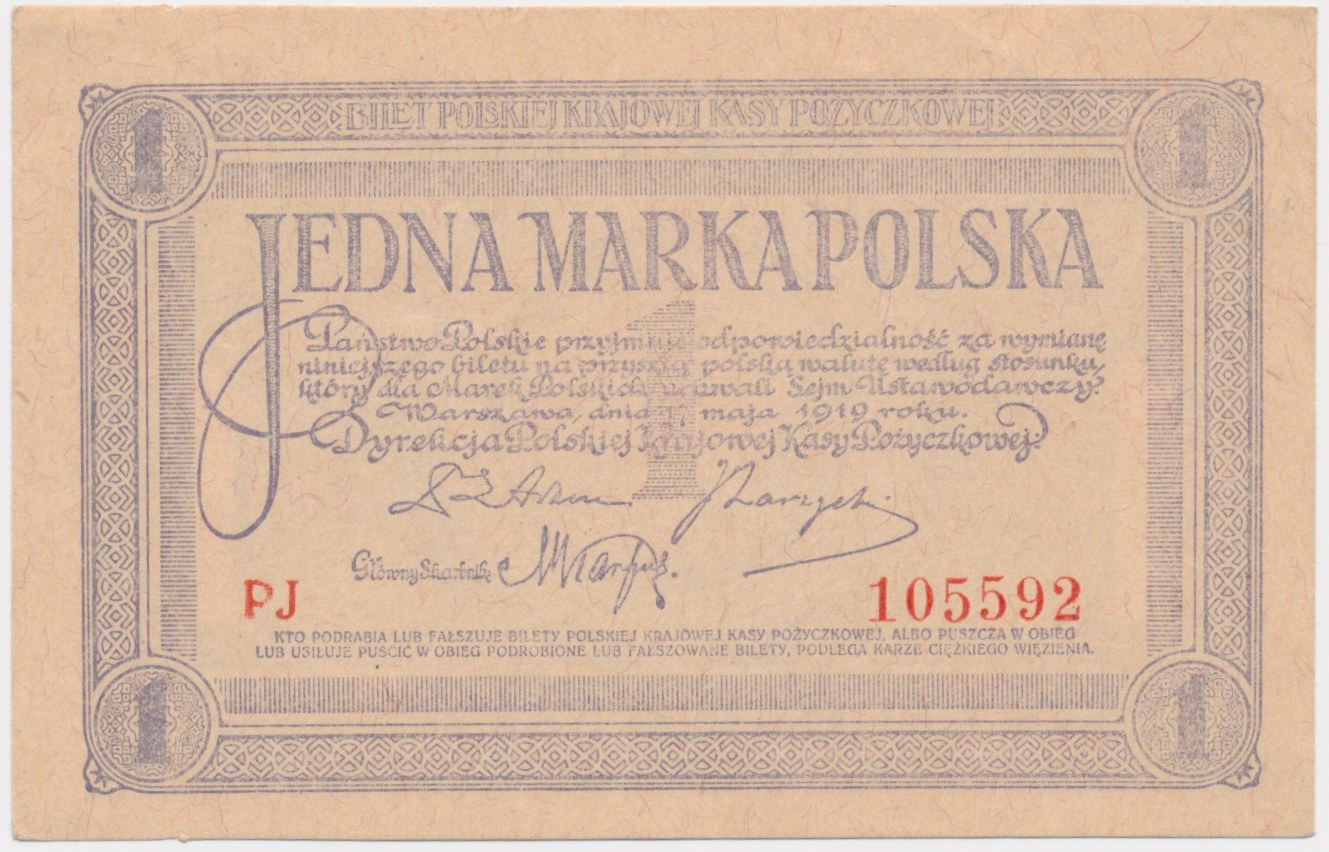 1 BILET POLSKIEJ KRAJOWEJ KASY POŻYCZKOWEJ 1
JEDNA MARKA POLSKA
1
Państwo Polskie przyjmuje odpowiedzialność za wymianę
niniejszego biletu na przyszłą polską walutę według stosunku,
który dla Marek Polskich uchwali Sejm Ustawodawczy.
Warszawa, dnia 17 maja 1919 roku.
Dyrekcja Polskiej Krajowej Kasy Pożyczkowej
Główny Skarbnik
PJ 105592
KTO PODRABIA LUB FAŁSZUJE BILETY POLSKIEJ KRAJOWEJ KASY POŻYCZKOWEJ, ALBO PUSZCZA W OBIEG
LUB USIŁUJE PUŚCIĆ W OBIEG PODROBIONE LUB FAŁSZOWANE BILETY, PODLEGA KARZE CIĘŻKIEGO WIĘZIENIA.
1 1